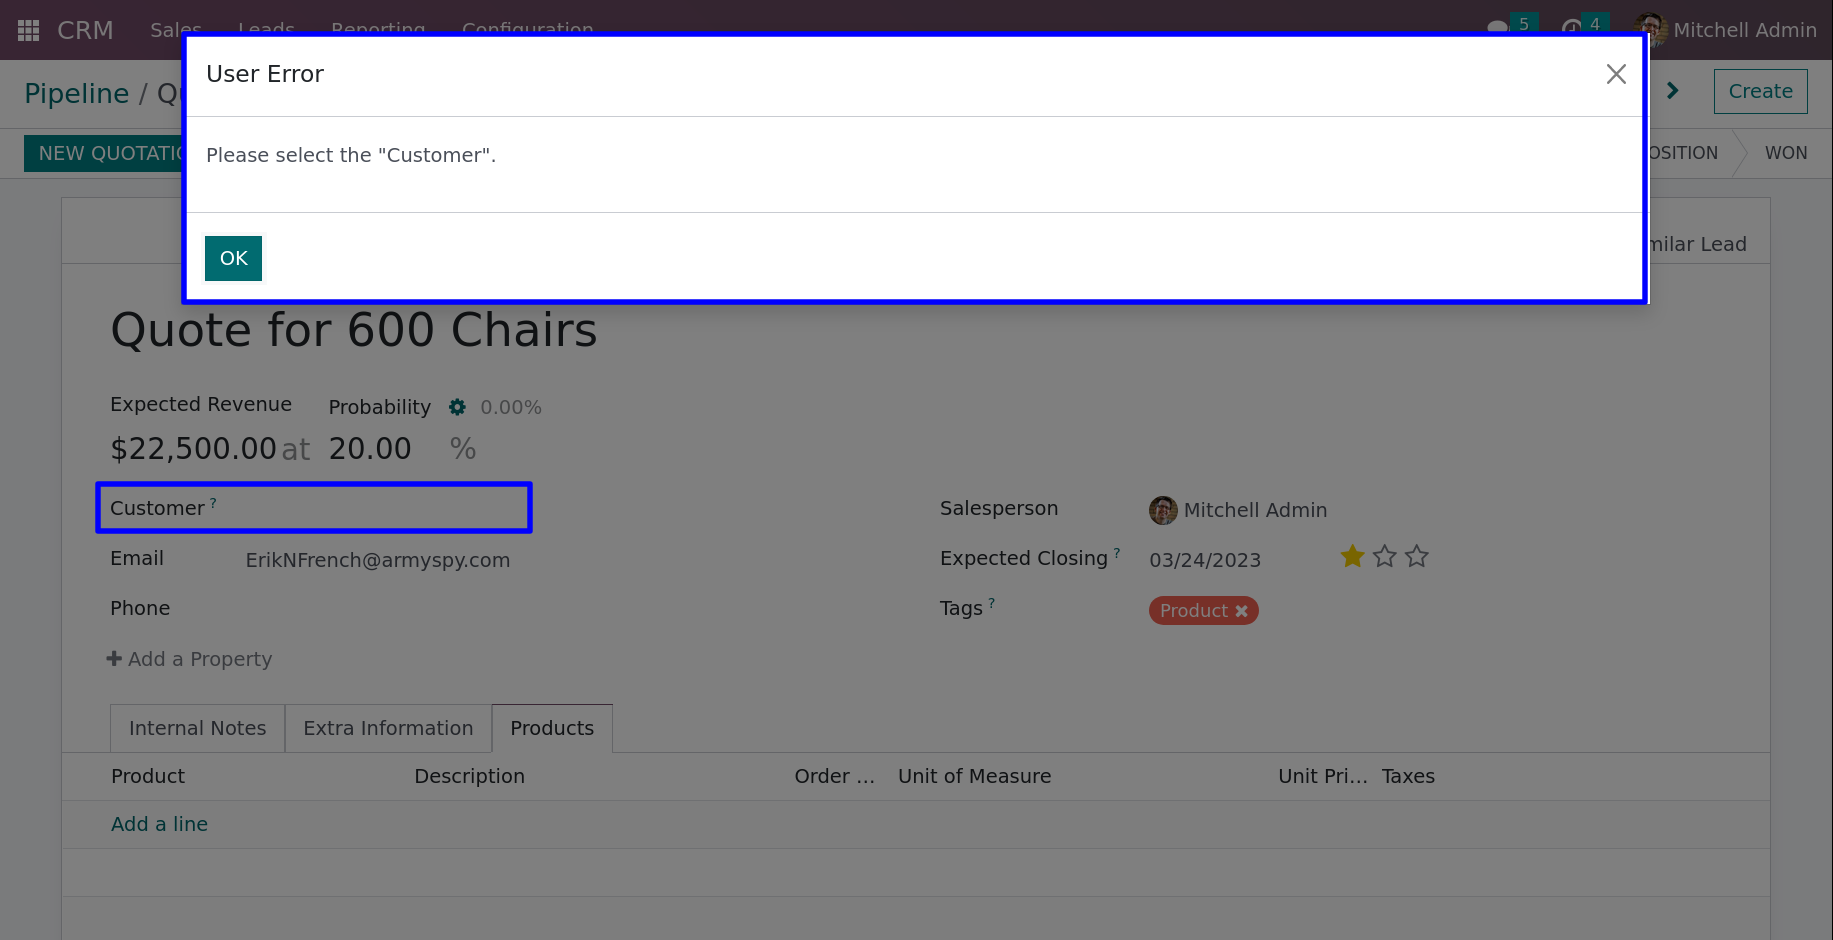 CRM Sales Leads Reporting Configuration 5 4 Mitchell Admin
User Error
Pipeline / Create
Please select the "Customer".
NEW WON
OK
Lead
Quote for 600 Chairs
Expected Revenue Probability 0.00%
$22,500.00 at 20.00 %
Customer ? Salesperson Mitchell Admin
Email ErikNFrench@armyspy.com Expected Closing ? 03/24/2023
Phone Tags ? Product
Add a Property
Internal Notes Extra Information Products
Product Description Order ... Unit of Measure Unit Pri... Taxes
Add a line